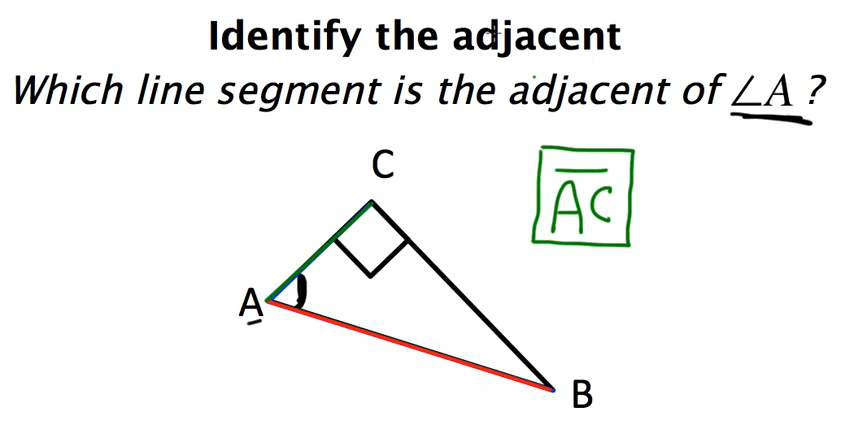 Identify the adjacent
Which line segment is the adjacent of ∠A ?
C
AC
A
B